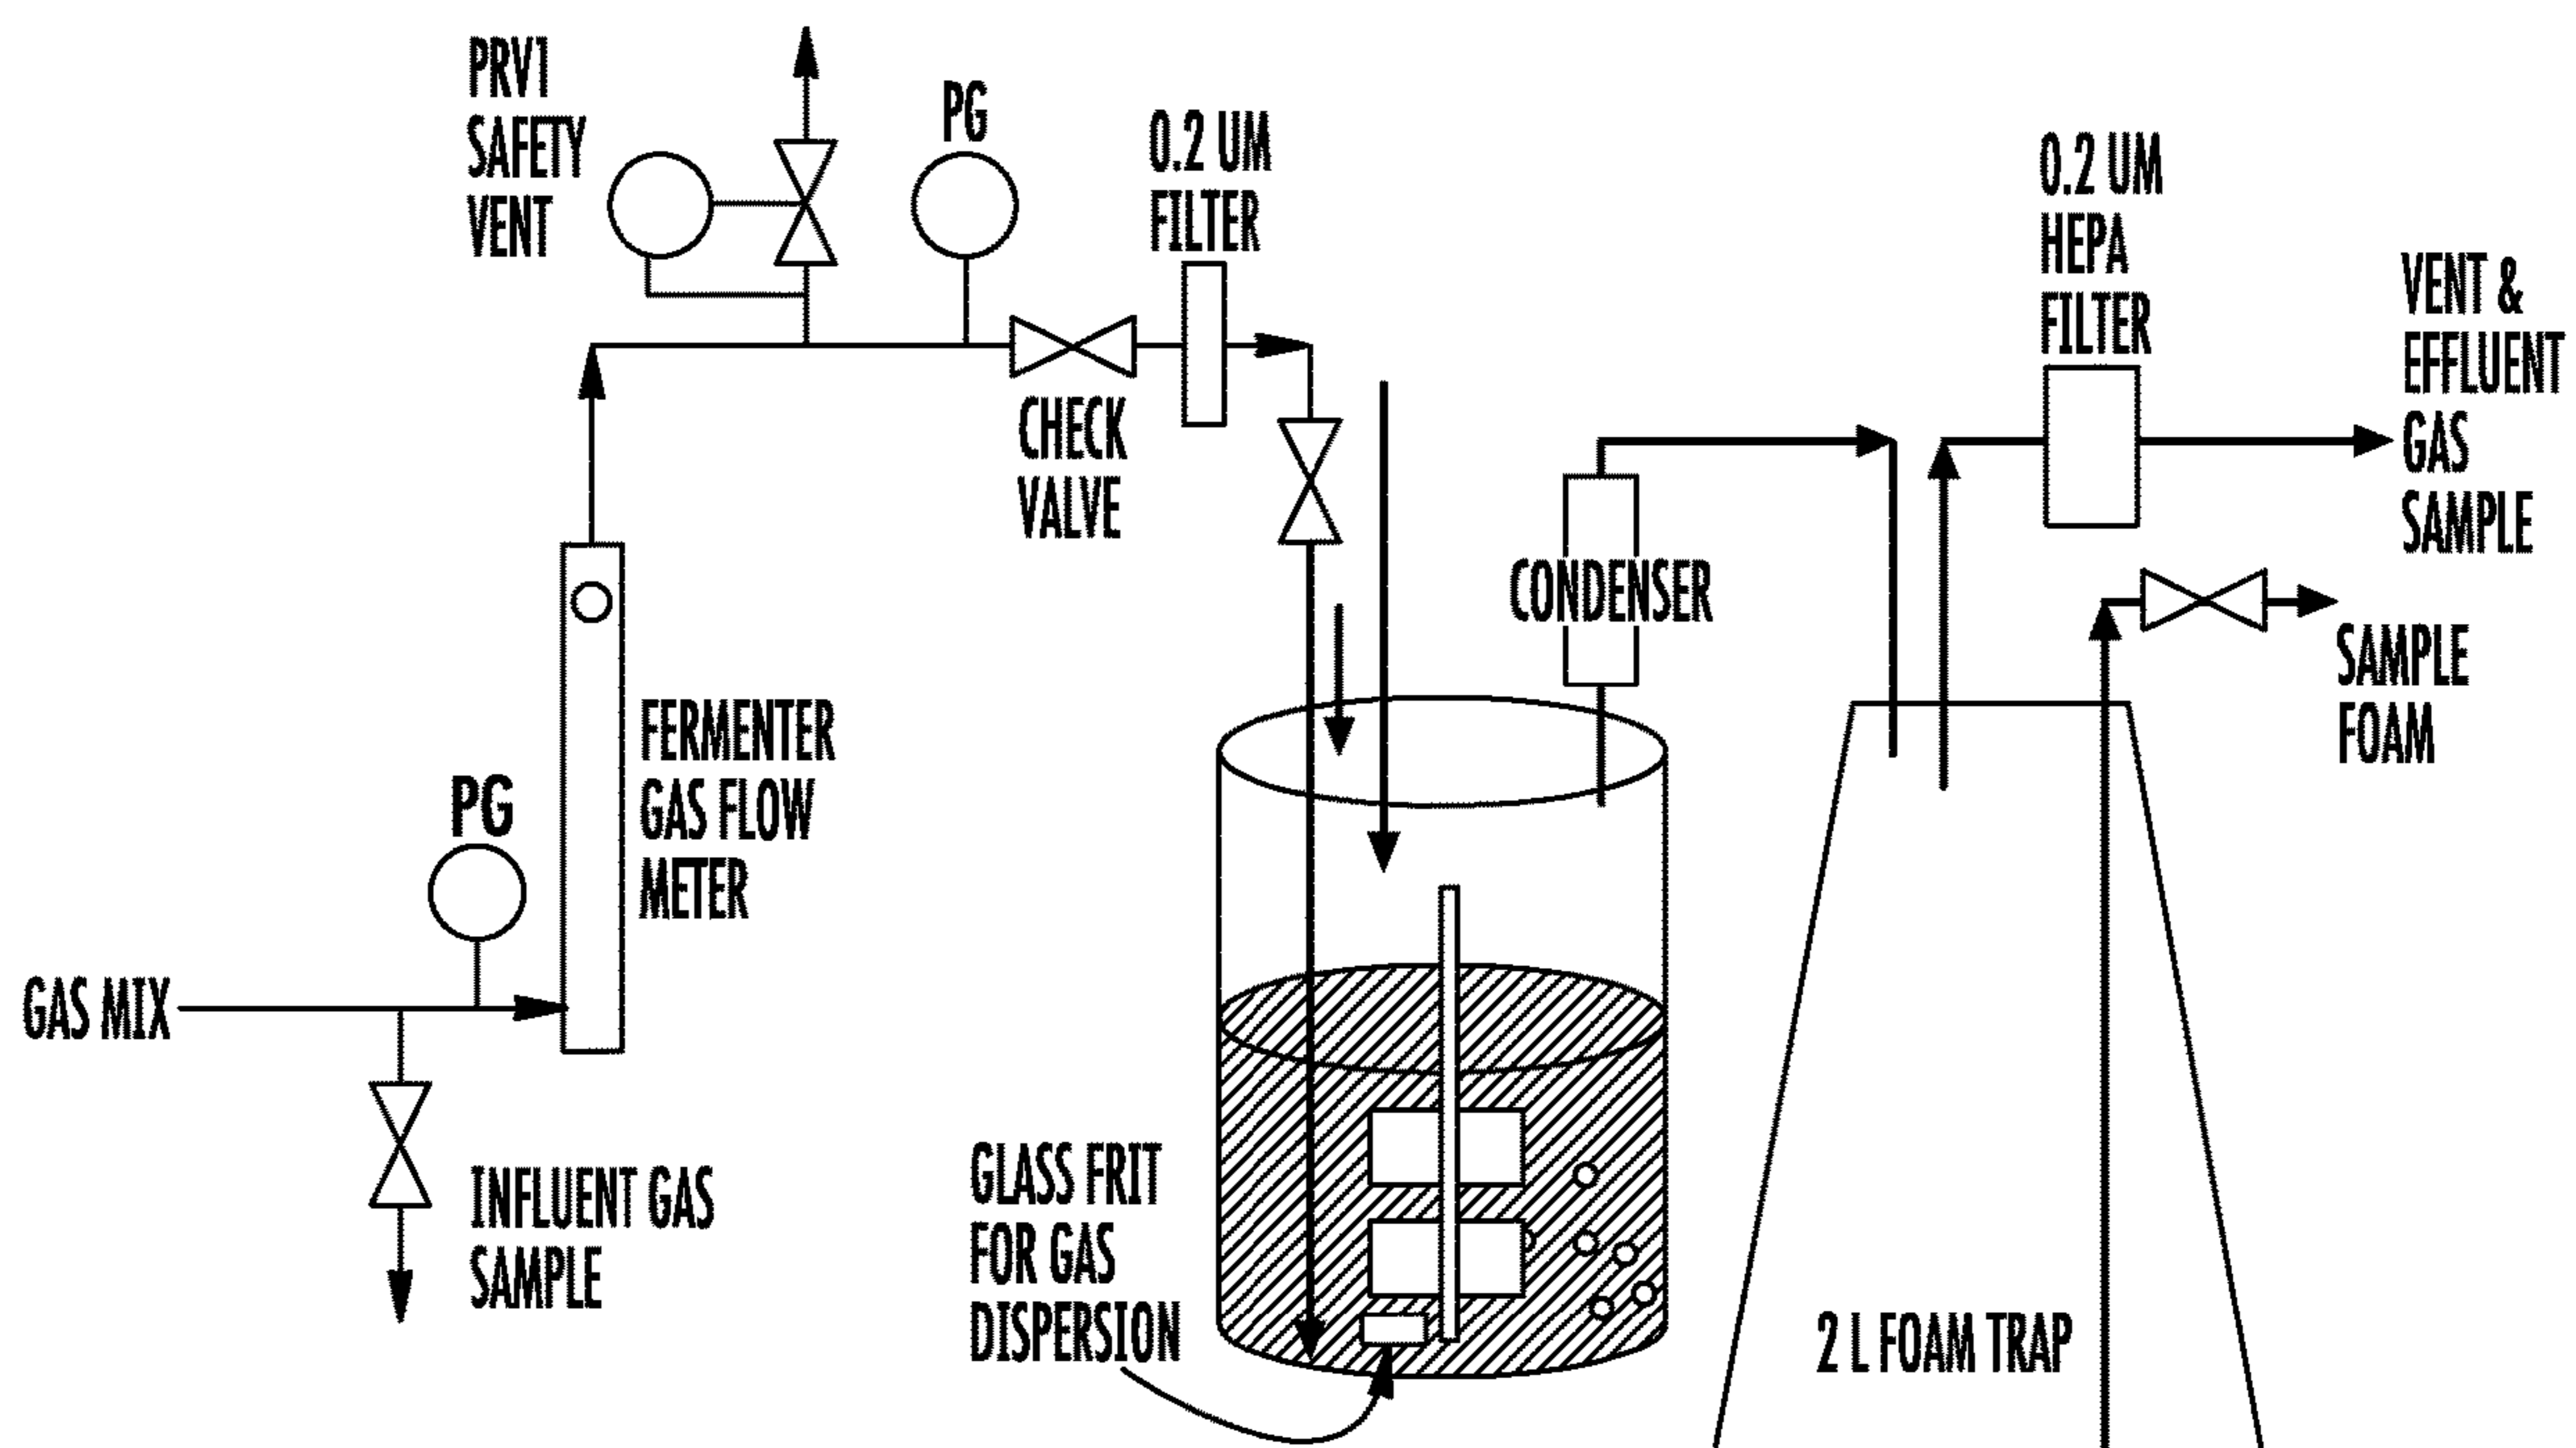 PRV1
SAFETY
VENT
PG
0.2 UM
FILTER
0.2 UM
HEPA
FILTER
VENT &
EFFLUENT
GAS
SAMPLE
CHECK
VALVE
CONDENSER
SAMPLE
FOAM
FERMENTER
GAS FLOW
METER
PG
GAS MIX
INFLUENT GAS
SAMPLE
GLASS FRIT
FOR GAS
DISPERSION
2 L FOAM TRAP